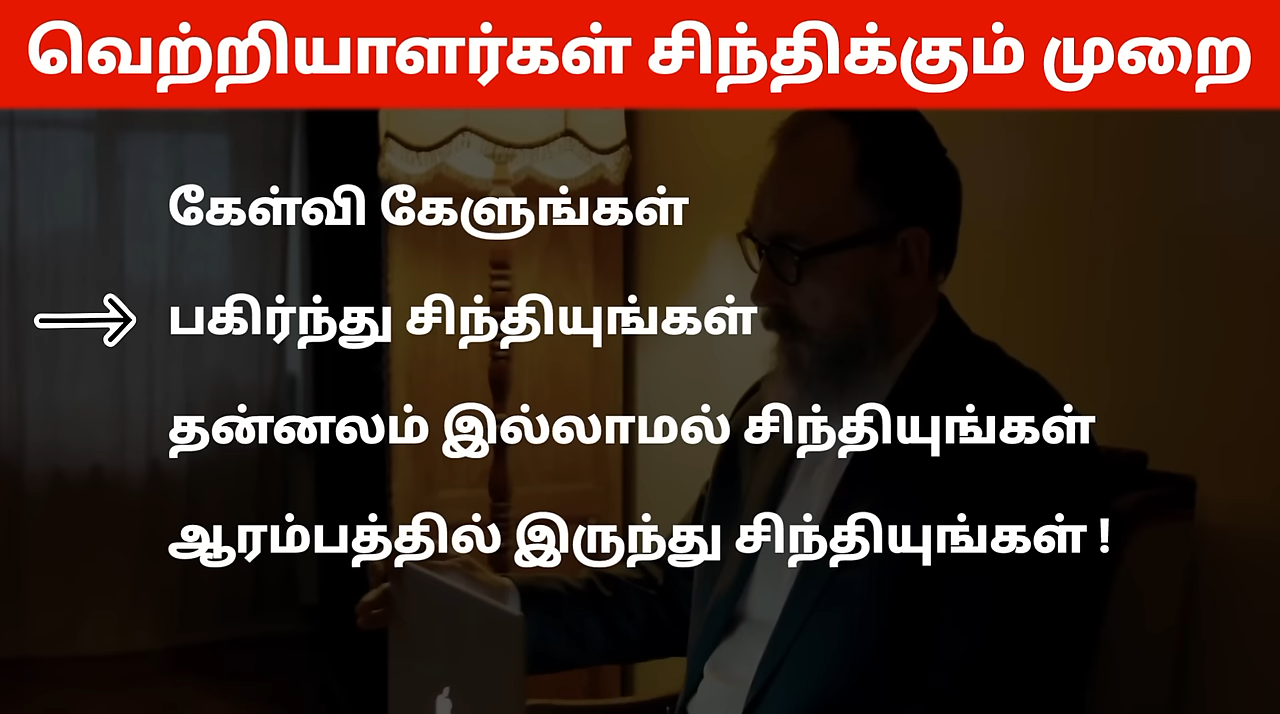 வெற்றியாளர்கள் சிந்திக்கும் முறை
கேள்வி கேளுங்கள்
பகிர்ந்து சிந்தியுங்கள்
தன்னலம் இல்லாமல் சிந்தியுங்கள்
ஆரம்பத்தில் இருந்து சிந்தியுங்கள் !